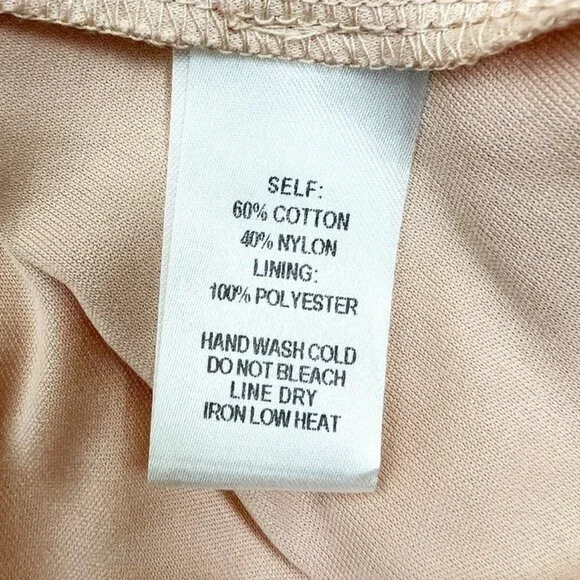 SELF:
60% COTTON
40% NYLON
LINING:
100% POLYESTER
HAND WASH COLD
DO NOT BLEACH
LINE DRY
IRON LOW HEAT